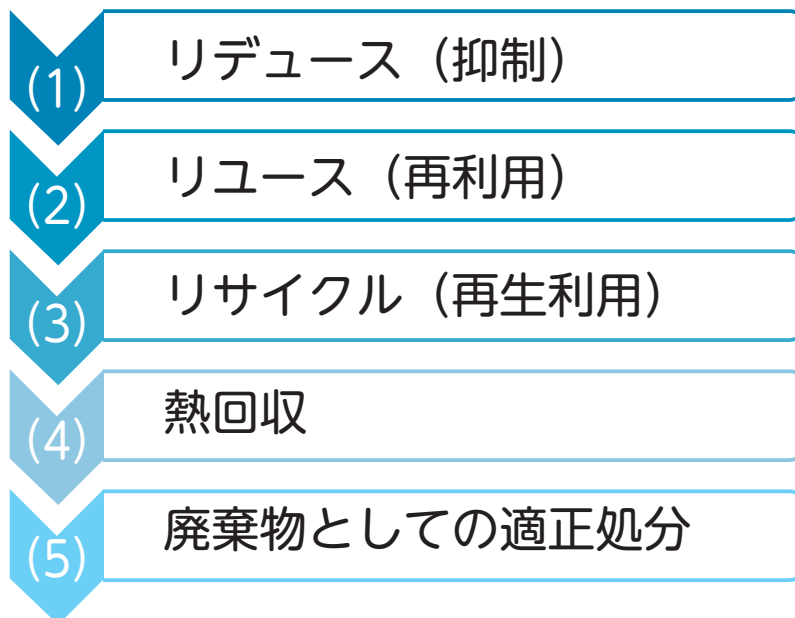 (1) リデュース（抑制）
(2) リユース（再利用）
(3) リサイクル（再生利用）
(4) 熱回収
(5) 廃棄物としての適正処分